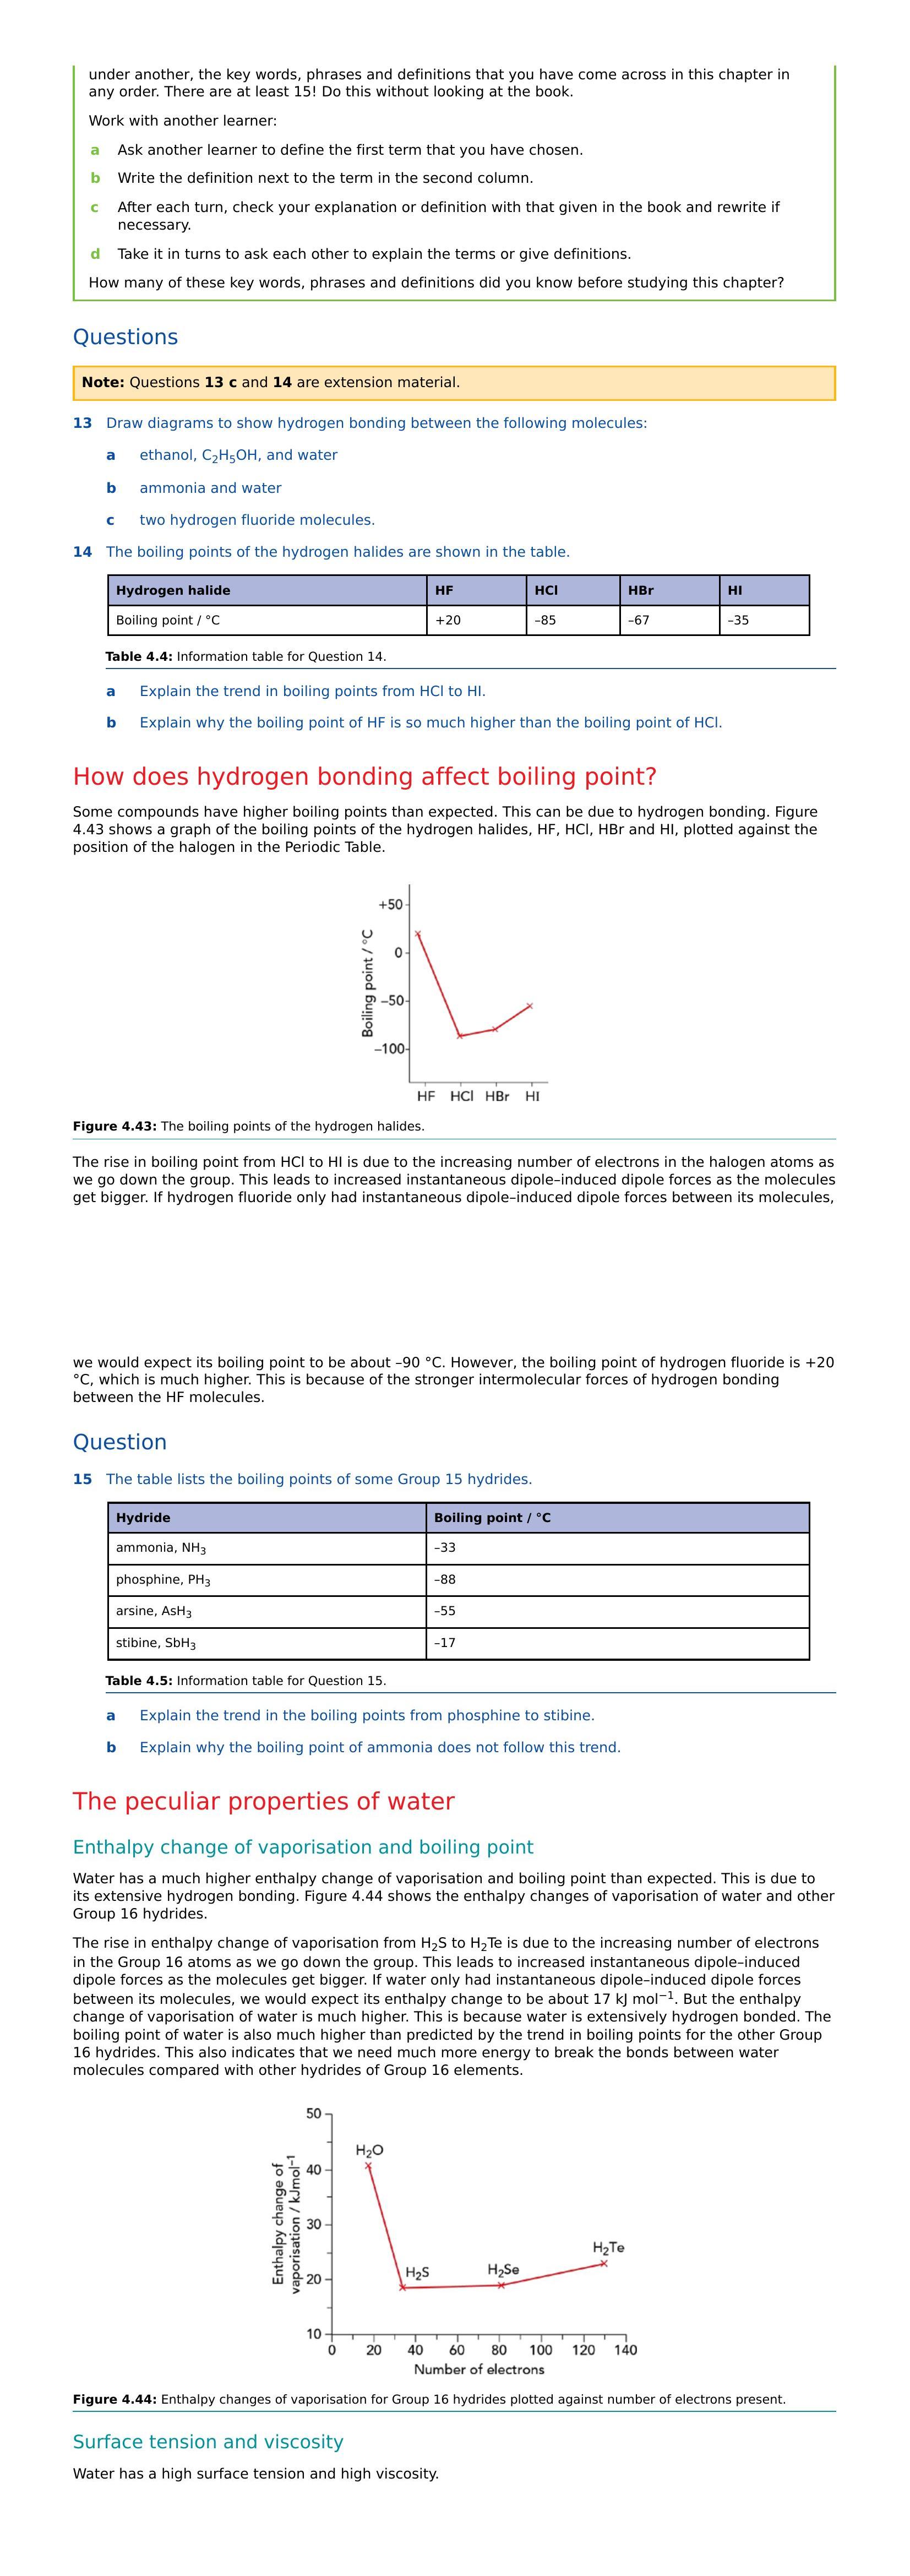 under another, the key words, phrases and definitions that you have come across in this chapter in
any order. There are at least 15! Do this without looking at the book.
Work with another learner:
a Ask another learner to define the first term that you have chosen.
b Write the definition next to the term in the second column.
c After each turn, check your explanation or definition with that given in the book and rewrite if
necessary.
d Take it in turns to ask each other to explain the terms or give definitions.
How many of these key words, phrases and definitions did you know before studying this chapter?
Questions
Note: Questions 13 c and 14 are extension material.
13 Draw diagrams to show hydrogen bonding between the following molecules:
a ethanol, C₂H₅OH, and water
b ammonia and water
c two hydrogen fluoride molecules.
14 The boiling points of the hydrogen halides are shown in the table.
Hydrogen halide HF HCl HBr HI
Boiling point / °C +20 –85 –67 –35
Table 4.4: Information table for Question 14.
a Explain the trend in boiling points from HCl to HI.
b Explain why the boiling point of HF is so much higher than the boiling point of HCl.
How does hydrogen bonding affect boiling point?
Some compounds have higher boiling points than expected. This can be due to hydrogen bonding. Figure
4.43 shows a graph of the boiling points of the hydrogen halides, HF, HCl, HBr and HI, plotted against the
position of the halogen in the Periodic Table.
Boiling point / °C
+50
0
–50
–100
HF HCl HBr HI
Figure 4.43: The boiling points of the hydrogen halides.
The rise in boiling point from HCl to HI is due to the increasing number of electrons in the halogen atoms as
we go down the group. This leads to increased instantaneous dipole–induced dipole forces as the molecules
get bigger. If hydrogen fluoride only had instantaneous dipole–induced dipole forces between its molecules,
we would expect its boiling point to be about –90 °C. However, the boiling point of hydrogen fluoride is +20
°C, which is much higher. This is because of the stronger intermolecular forces of hydrogen bonding
between the HF molecules.
Question
15 The table lists the boiling points of some Group 15 hydrides.
Hydride Boiling point / °C
ammonia, NH₃ –33
phosphine, PH₃ –88
arsine, AsH₃ –55
stibine, SbH₃ –17
Table 4.5: Information table for Question 15.
a Explain the trend in the boiling points from phosphine to stibine.
b Explain why the boiling point of ammonia does not follow this trend.
The peculiar properties of water
Enthalpy change of vaporisation and boiling point
Water has a much higher enthalpy change of vaporisation and boiling point than expected. This is due to
its extensive hydrogen bonding. Figure 4.44 shows the enthalpy changes of vaporisation of water and other
Group 16 hydrides.
The rise in enthalpy change of vaporisation from H₂S to H₂Te is due to the increasing number of electrons
in the Group 16 atoms as we go down the group. This leads to increased instantaneous dipole–induced
dipole forces as the molecules get bigger. If water only had instantaneous dipole–induced dipole forces
between its molecules, we would expect its enthalpy change to be about 17 kJ mol⁻¹. But the enthalpy
change of vaporisation of water is much higher. This is because water is extensively hydrogen bonded. The
boiling point of water is also much higher than predicted by the trend in boiling points for the other Group
16 hydrides. This also indicates that we need much more energy to break the bonds between water
molecules compared with other hydrides of Group 16 elements.
Enthalpy change of
vaporisation / kJmol⁻¹
50
40
30
20
10
H₂O
H₂S
H₂Se
H₂Te
0 20 40 60 80 100 120 140
Number of electrons
Figure 4.44: Enthalpy changes of vaporisation for Group 16 hydrides plotted against number of electrons present.
Surface tension and viscosity
Water has a high surface tension and high viscosity.